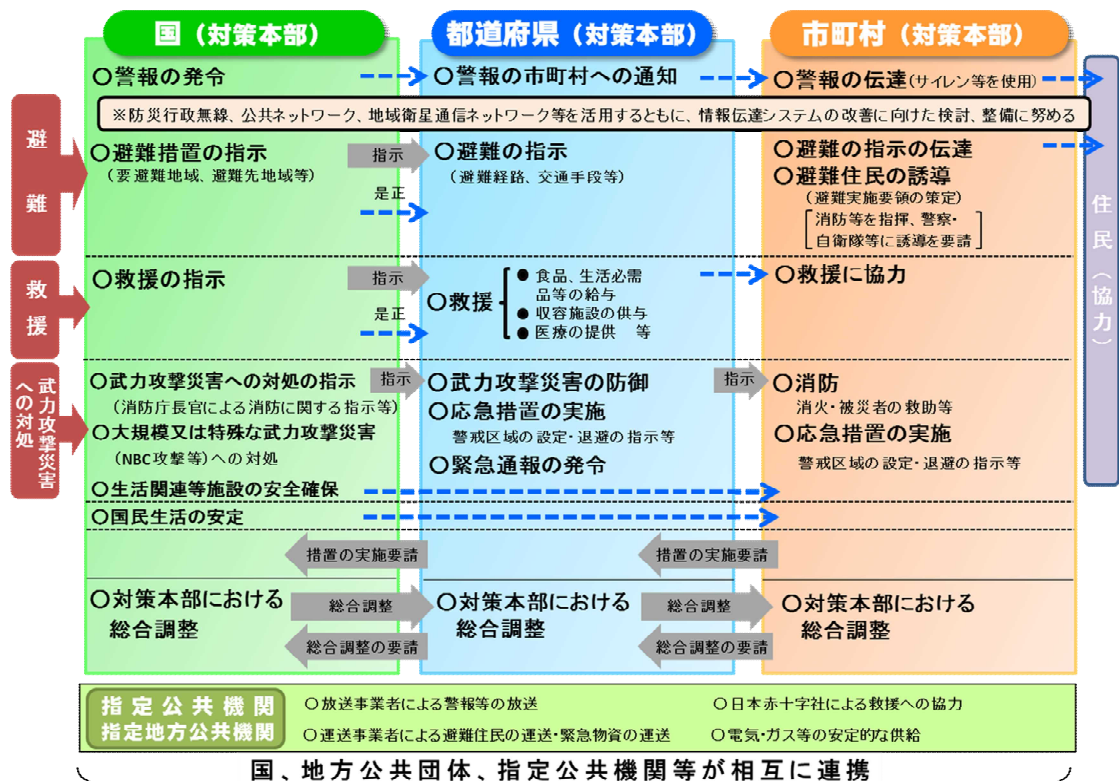 国（対策本部）
都道府県（対策本部）
市町村（対策本部）
○警報の発令
○警報の市町村への通知
○警報の伝達(サイレン等を使用)
※防災行政無線、公共ネットワーク、地域衛星通信ネットワーク等を活用するともに、情報伝達システムの改善に向けた検討、整備に努める
避難
○避難措置の指示
（要避難地域、避難先地域等）
指示
是正
○避難の指示
（避難経路、交通手段等）
○避難の指示の伝達
○避難住民の誘導
（避難実施要領の策定）
消防等を指揮、警察・
自衛隊等に誘導を要請
住民（協力）
救援
○救援の指示
指示
是正
○救援
● 食品、生活必需
品等の給与
● 収容施設の供与
● 医療の提供　等
○救援に協力
武力攻撃災害
への対処
○武力攻撃災害への対処の指示
（消防庁長官による消防に関する指示等）
○大規模又は特殊な武力攻撃災害
（NBC攻撃等）への対処
指示
○武力攻撃災害の防御
○応急措置の実施
警戒区域の設定・退避の指示等
○緊急通報の発令
指示
○消防
消火・被災者の救助等
○応急措置の実施
警戒区域の設定・退避の指示等
○生活関連等施設の安全確保
○国民生活の安定
措置の実施要請
措置の実施要請
○対策本部における
総合調整
総合調整
総合調整の要請
○対策本部における
総合調整
総合調整
総合調整の要請
○対策本部における
総合調整
指定公共機関
指定地方公共機関
○放送事業者による警報等の放送
○日本赤十字社による救援への協力
○運送事業者による避難住民の運送・緊急物資の運送
○電気・ガス等の安定的な供給
国、地方公共団体、指定公共機関等が相互に連携